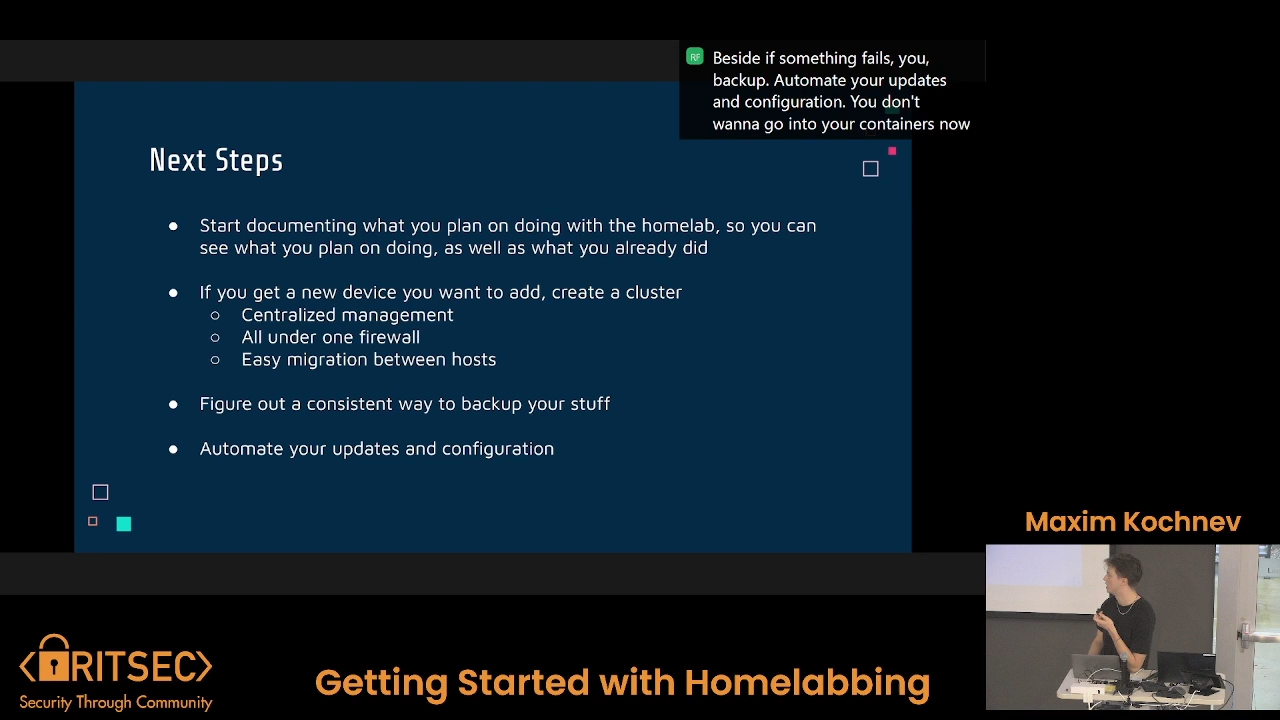 RF
Beside if something fails, you,
backup. Automate your updates
and configuration. You don't
wanna go into your containers now
Next Steps
● Start documenting what you plan on doing with the homelab, so you can
see what you plan on doing, as well as what you already did
● If you get a new device you want to add, create a cluster
○ Centralized management
○ All under one firewall
○ Easy migration between hosts
● Figure out a consistent way to backup your stuff
● Automate your updates and configuration
Maxim Kochnev
RITSEC
Security Through Community
Getting Started with Homelabbing